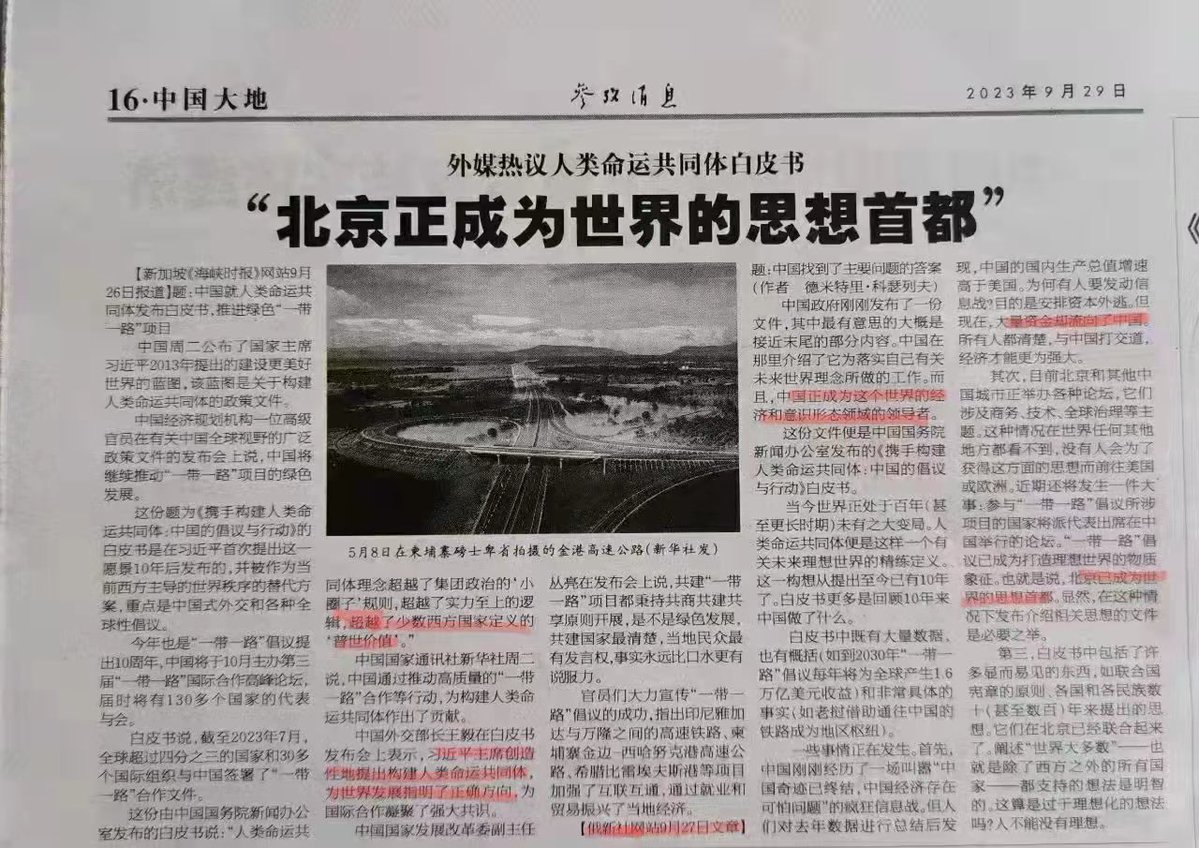 16·中国大地
参考消息
2023年9月29日
外媒热议人类命运共同体白皮书
“北京正成为世界的思想首都”
【新加坡《海峡时报》网站9月
26日报道】题:中国就人类命运共
同体发布白皮书,推进绿色“一带
一路”项目
中国周二公布了国家主席
习近平2013年提出的建设更美好
世界的蓝图,该蓝图是关于构建
人类命运共同体的政策文件。
中国经济规划机构一位高级
官员在有关中国全球视野的广泛
政策文件的发布会上说,中国将
继续推动“一带一路”项目的绿色
发展。
这份题为《携手构建人类命
运共同体:中国的倡议与行动》的
白皮书是在习近平首次提出这一
愿景10年后发布的,并被作为当
前西方主导的世界秩序的替代方
案,重点是中国式外交和各种全
球性倡议。
今年也是“一带一路”倡议提
出10周年,中国将于10月主办第三
届“一带一路”国际合作高峰论坛,
届时将有130多个国家的代表
与会。
白皮书说,截至2023年7月,
全球超过四分之三的国家和30多
个国际组织与中国签署了“一带
一路”合作文件。
这份由中国国务院新闻办公
室发布的白皮书说:“人类命运共
5月8日在柬埔寨磅士卑省拍摄的金港高速公路(新华社发)
同体理念超越了集团政治的‘小
圈子’规则,超越了实力至上的逻
辑,超越了少数西方国家定义的
‘普世价值’。”
中国国家通讯社新华社周二
说,中国通过推动高质量的“一带
一路”合作等行动,为构建人类命
运共同体作出了贡献。
中国外交部长王毅在白皮书
发布会上表示,习近平主席创造
性地提出构建人类命运共同体,
为世界发展指明了正确方向,为
国际合作凝聚了强大共识。
中国国家发展改革委副主任
丛亮在发布会上说,共建“一带
一路”项目都秉持共商共建共
享原则开展,是不是绿色发展,
共建国家最清楚,当地民众最
有发言权,事实永远比口水更有
说服力。
官员们大力宣传“一带一
路”倡议的成功,指出印尼雅加
达与万隆之间的高速铁路、柬
埔寨金边—西哈努克港高速公
路、希腊比雷埃夫斯港等项目
加强了互联互通,通过就业和
贸易振兴了当地经济。
【俄新社网站9月27日文章】
题:中国找到了主要问题的答案
(作者 德米特里·科瑟列夫)
中国政府刚刚发布了一份
文件,其中最有意思的大概是
接近末尾的部分内容。中国在
那里介绍了它为落实自己有关
未来世界理念所做的工作。而
且,中国正成为这个世界的经
济和意识形态领域的领导者。
这份文件便是中国国务院
新闻办公室发布的《携手构建
人类命运共同体:中国的倡议
与行动》白皮书。
当今世界正处于百年(甚
至更长时期)未有之大变局。人
类命运共同体便是这样一个有
关未来理想世界的精练定义。
这一构想从提出至今已有10年
了。白皮书更多是回顾10年来
中国做了什么。
白皮书中既有大量数据,
也有概括(如到2030年“一带一
路”倡议每年将为全球产生1.6
万亿美元收益)和非常具体的
事实(如老挝借助通往中国的
铁路成为地区枢纽)。
一些事情正在发生。首先,
中国刚刚经历了一场叫嚣“中
国奇迹已终结,中国经济存在
可怕问题”的疯狂信息战,但人
们对去年数据进行总结后发
现,中国的国内生产总值增速
高于美国。为何有人要发动信
息战?目的是安排资本外逃。但
现在,大量资金却流向了中国。
所有人都清楚,与中国打交道,
经济才能更为强大。
其次,目前北京和其他中
国城市正举办各种论坛,它们
涉及商务、技术、全球治理等主
题。这种情况在世界任何其他
地方都看不到,没有人会为了
获得这方面的思想而前往美国
或欧洲。近期还将发生一件大
事:参与“一带一路”倡议所涉
项目的国家将派代表出席在中
国举行的论坛。“一带一路”倡
议已成为打造理想世界的物质
象征。也就是说,北京已成为世
界的思想首都。显然,在这种情
况下发布介绍相关思想的文件
是必要之举。
第三,白皮书中包括了许
多显而易见的东西,如联合国
宪章的原则、各国和各民族数
十(甚至数百)年来提出的思
想。它们在北京已经联合起来
了。阐述“世界大多数”——也
就是除了西方之外的所有国
家——都支持的想法是明智
的。这算是过于理想化的想法
吗?人不能没有理想。